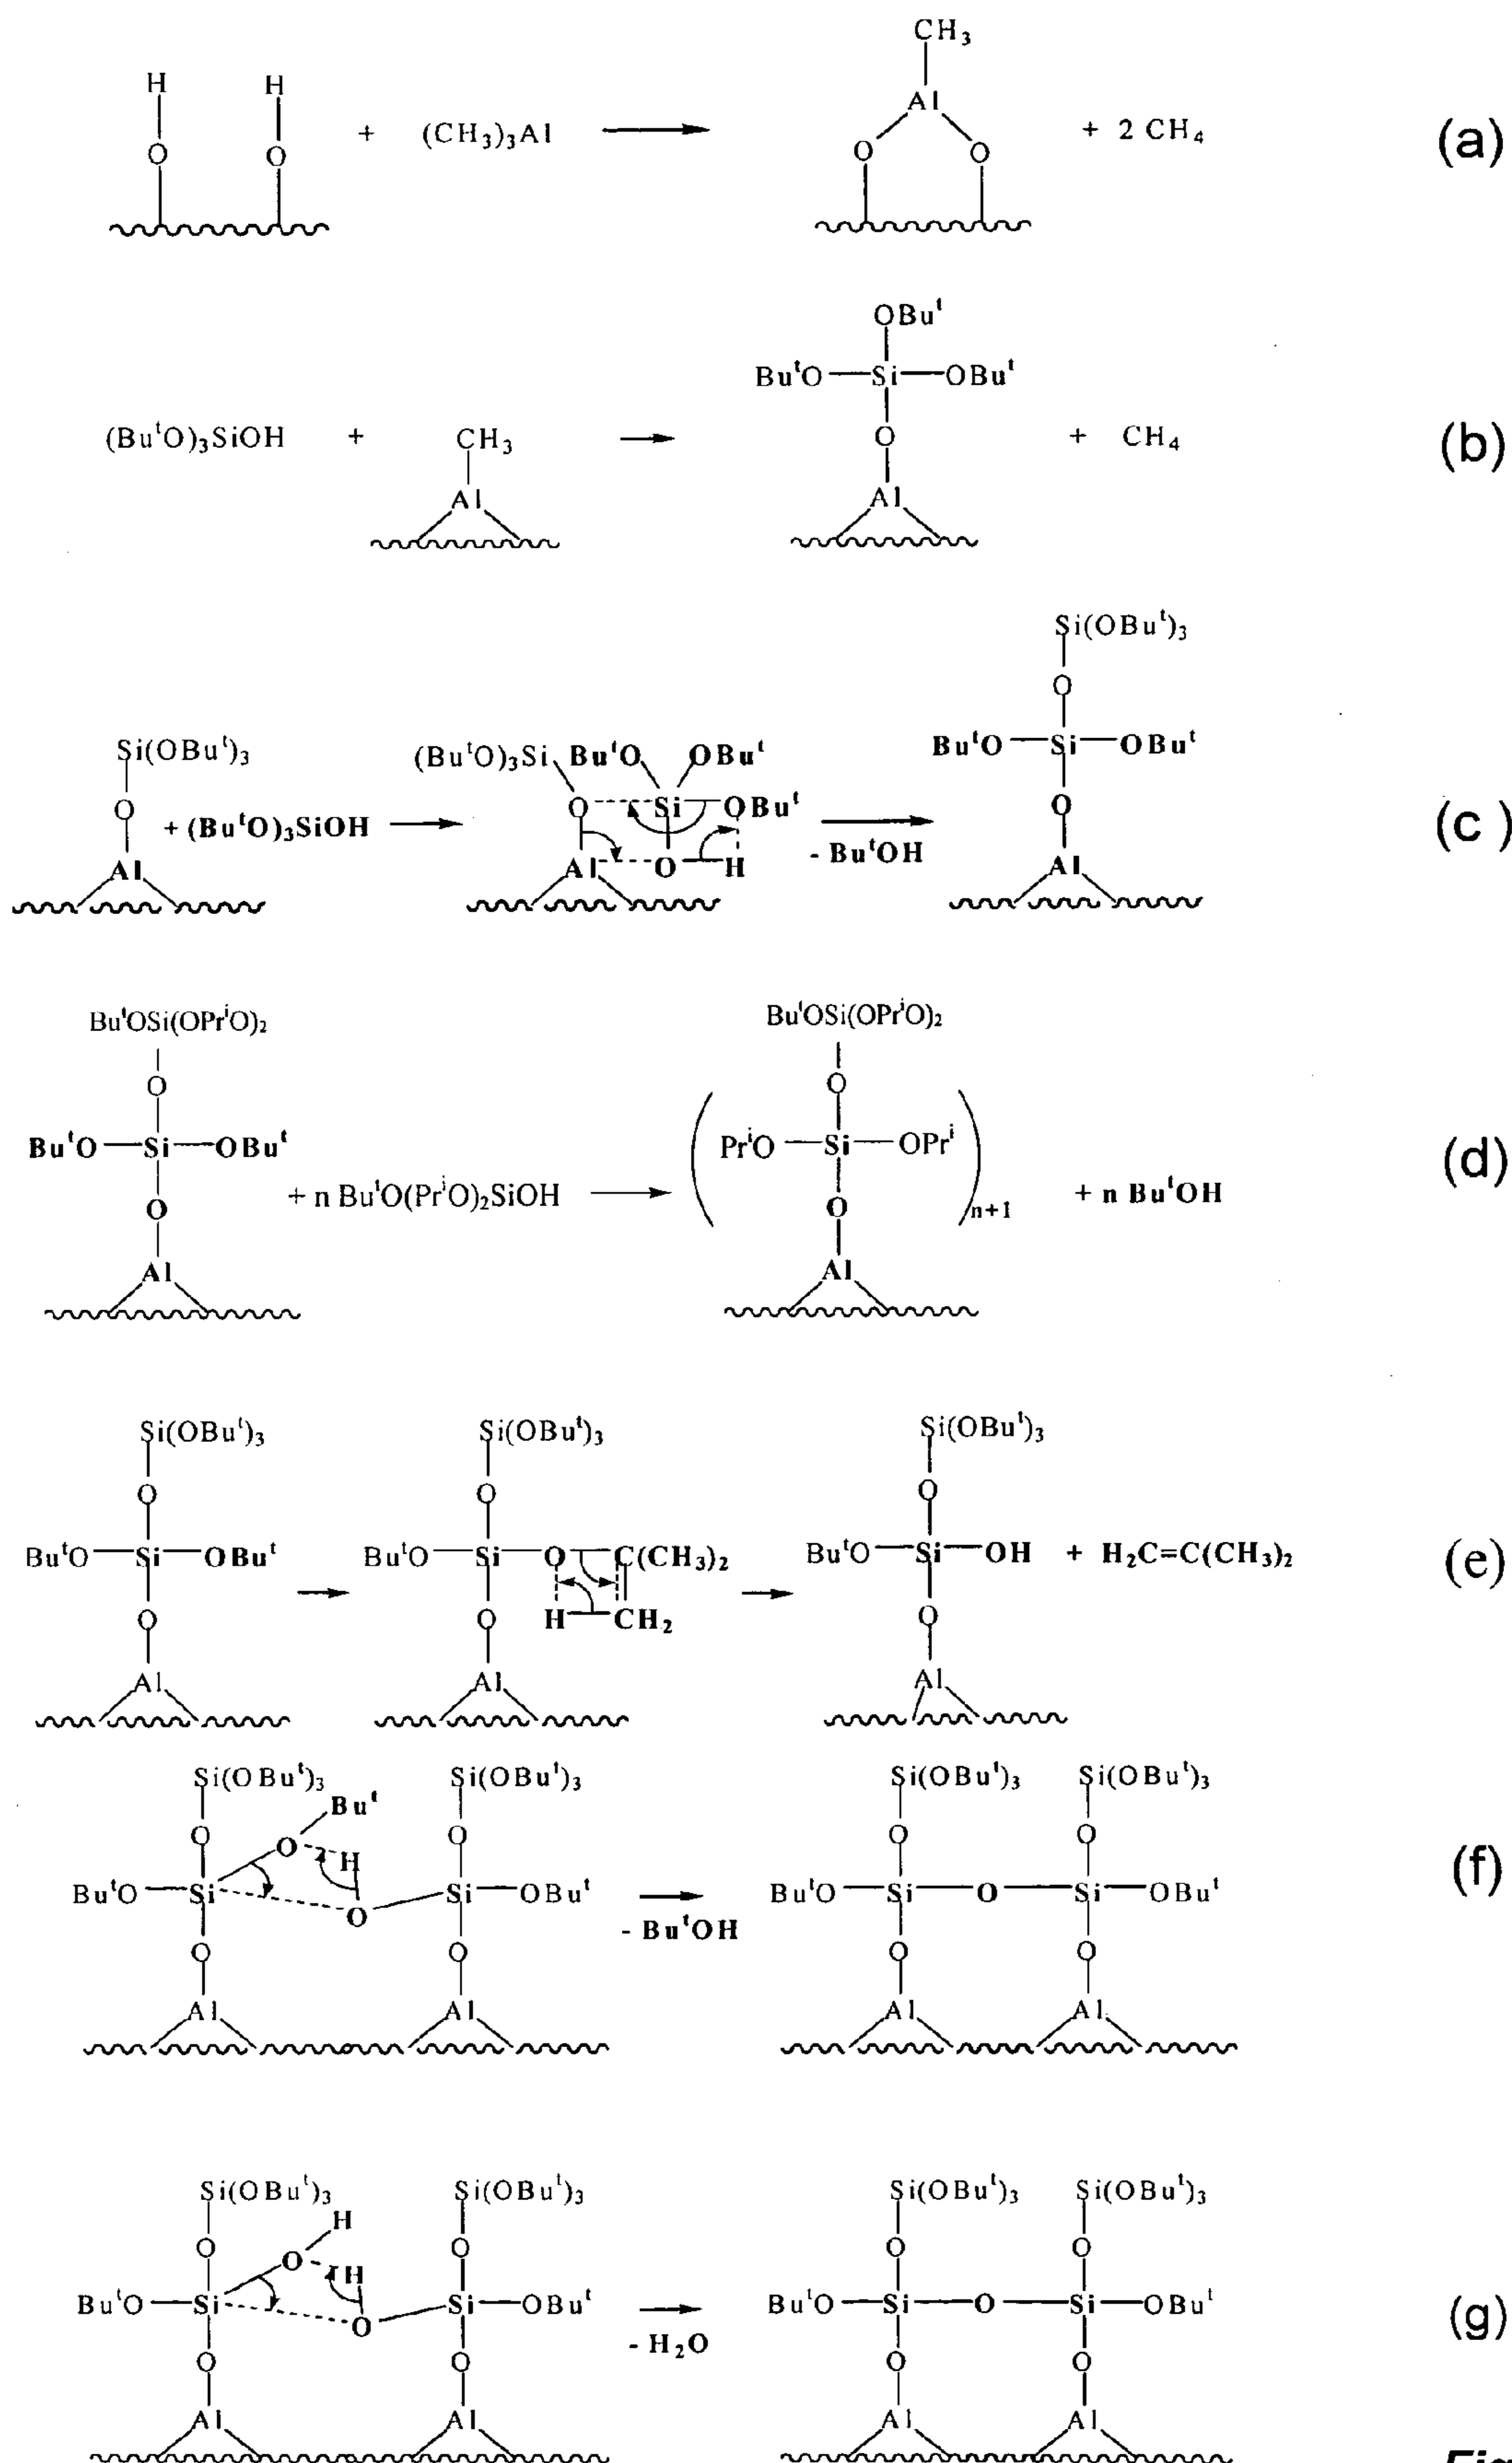 CH₃
H H
Al
O O + (CH₃)₃Al O O + 2 CH₄ (a)
OBuᵗ
BuᵗO Si OBuᵗ
(BuᵗO)₃SiOH + CH₃ O + CH₄ (b)
Al Al
Si(OBuᵗ)₃
O
Si(OBuᵗ)₃ (BuᵗO)₃Si BuᵗO OBuᵗ BuᵗO Si OBuᵗ
O + (BuᵗO)₃SiOH O Si OBuᵗ - BuᵗOH O (c )
Al Al O H Al
BuᵗOSi(OPrⁱO)₂ BuᵗOSi(OPrⁱO)₂
O O
BuᵗO Si OBuᵗ PrⁱO Si OPrⁱ (d)
O + n BuᵗO(PrⁱO)₂SiOH O n+1 + n BuᵗOH
Al Al
Si(OBuᵗ)₃ Si(OBuᵗ)₃ Si(OBuᵗ)₃
O O O
BuᵗO Si OBuᵗ BuᵗO Si O C(CH₃)₂ BuᵗO Si OH + H₂C=C(CH₃)₂ (e)
O O H CH₂ O
Al Al Al
Si(OBuᵗ)₃ Si(OBuᵗ)₃ Si(OBuᵗ)₃ Si(OBuᵗ)₃
Buᵗ
O O H O O O (f)
BuᵗO Si O Si OBuᵗ - BuᵗOH BuᵗO Si O Si OBuᵗ
O O O O
Al Al Al Al
Si(OBuᵗ)₃ Si(OBuᵗ)₃ Si(OBuᵗ)₃ Si(OBuᵗ)₃
H
O O H O O O
BuᵗO Si O Si OBuᵗ - H₂O BuᵗO Si O Si OBuᵗ (g)
O O O O
Al Al Al Al